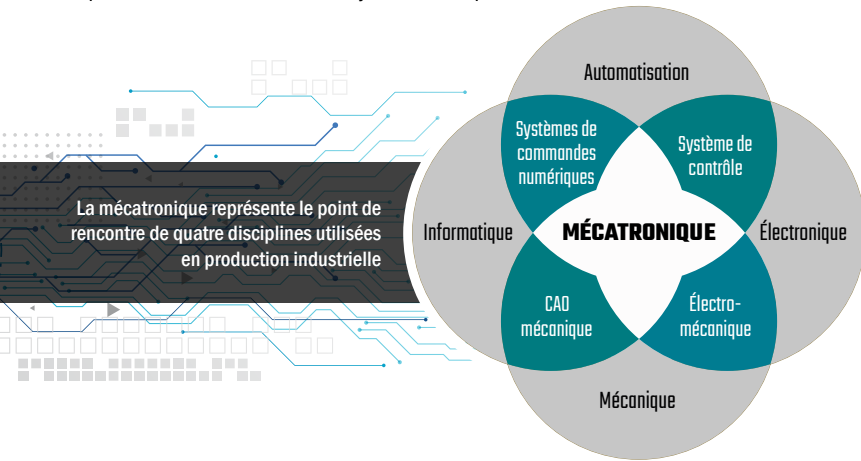 Automatisation
Systèmes de
commandes
numériques
Système de
contrôle
La mécatronique représente le point de
rencontre de quatre disciplines utilisées
en production industrielle
Informatique
MÉCATRONIQUE
Électronique
CAO
mécanique
Électro-
mécanique
Mécanique